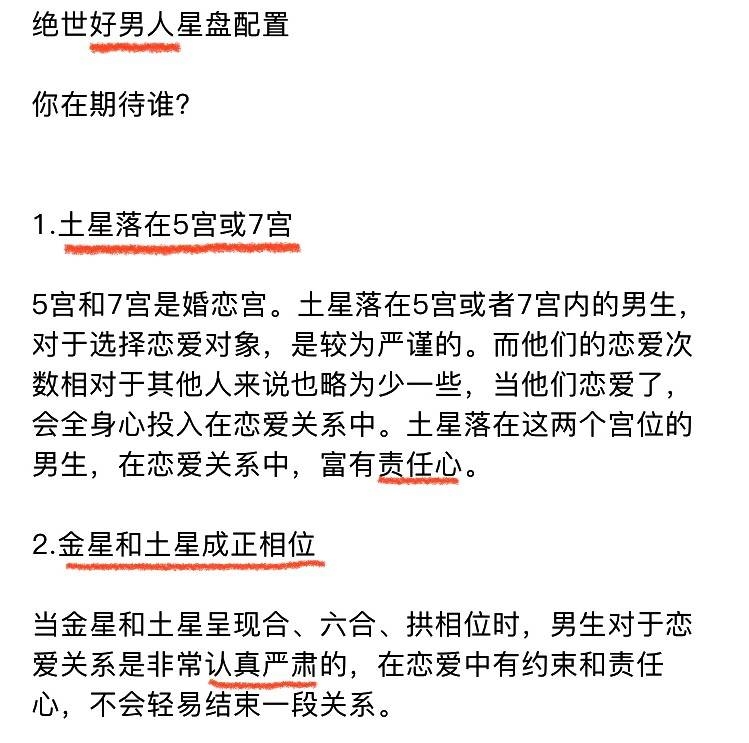 绝世好男人星盘配置
你在期待谁？
1.土星落在5宫或7宫
5宫和7宫是婚恋宫。土星落在5宫或者7宫内的男生，
对于选择恋爱对象，是较为严谨的。而他们的恋爱次
数相对于其他人来说也略为少一些，当他们恋爱了，
会全身心投入在恋爱关系中。土星落在这两个宫位的
男生，在恋爱关系中，富有责任心。
2.金星和土星成正相位
当金星和土星呈现合、六合、拱相位时，男生对于恋
爱关系是非常认真严肃的，在恋爱中有约束和责任
心，不会轻易结束一段关系。